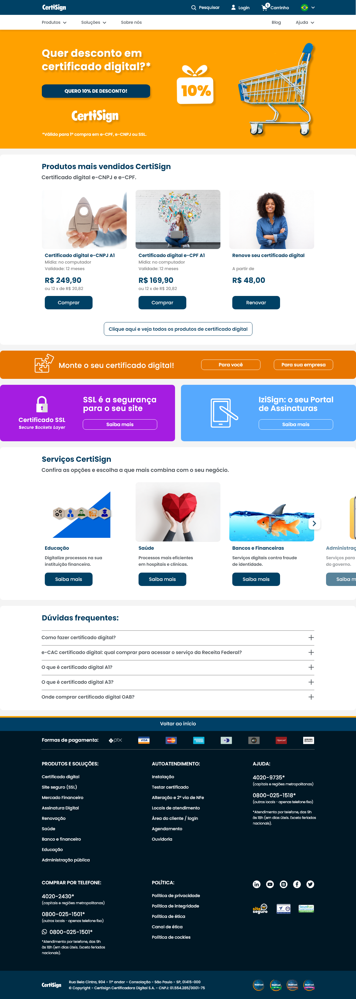 CertiSign
Pesquisar
Login
1
Carrinho
Produtos
Soluções
Sobre nós
Blog
Ajuda
Quer desconto em
certificado digital?*
QUERO 10% DE DESCONTO!
CertiSign
*Válido para 1ª compra em e-CPF, e-CNPJ ou SSL.
10%
Produtos mais vendidos CertiSign
Certificado digital e-CNPJ e e-CPF.
Certificado digital e-CNPJ A1
Mídia: no computador
Validade: 12 meses
R$ 249,90
ou 12 x de R$ 20,82
Comprar
Certificado digital e-CPF A1
Mídia: no computador
Validade: 12 meses
R$ 169,90
ou 12 x de R$ 20,82
Comprar
Renove seu certificado digital
A partir de
R$ 48,00
Renovar
Clique aqui e veja todos os produtos de certificado digital
Monte o seu certificado digital!
Para você
Para sua empresa
Certificado SSL
Secure Sockets Layer
SSL é a segurança
para o seu site
Saiba mais
IziSign: o seu Portal
de Assinaturas
Saiba mais
Serviços CertiSign
Confira as opções e escolha a que mais combina com o seu negócio.
Educação
Digitalize processos na sua
instituição financeira.
Saiba mais
Saúde
Processos mais eficientes
em hospitais e clínicas.
Saiba mais
Bancos e Financeiras
Serviços digitais contra fraude
de identidade.
Saiba mais
Administraç
Serviços para
do governo.
Saiba m
Dúvidas frequentes:
Como fazer certificado digital?
e-CAC certificado digital: qual comprar para acessar o serviço da Receita Federal?
O que é certificado digital A1?
O que é certificado digital A3?
Onde comprar certificado digital OAB?
Voltar ao início
Formas de pagamento:
pix
VISA
MasterCard
elo
Hipercard
Boleto
PRODUTOS E SOLUÇÕES:
Certificado digital
Site seguro (SSL)
Mercado Financeiro
Assinatura Digital
Renovação
Saúde
Banco e financeiro
Educação
Administração pública
AUTOATENDIMENTO:
Instalação
Testar certificado
Alteração e 2ª via de NFe
Locais de atendimento
Área do cliente / login
Agendamento
Ouvidoria
AJUDA:
4020-9735*
(capitais e regiões metropolitanas)
0800-025-1518*
(outros locais - apenas telefone fixo)
*Atendimento por telefone, das 9h
às 18h (em dias úteis. Exceto feriados
nacionais).
COMPRAR POR TELEFONE:
4020-2430*
(capitais e regiões metropolitanas)
0800-025-1501*
(outros locais - apenas telefone fixo)
0800-025-1501*
*Atendimento por telefone, das 9h
às 18h (em dias úteis. Exceto feriados
nacionais).
POLÍTICA:
Política de privacidade
Política de integridade
Política de ética
Canal de ética
Política de cockies
site
seguro
SecureTrust
CertiSign
Rua Bela Cintra, 904 - 11º andar - Consolação - São Paulo - SP, 01415-000
© Copyright - Certisign Certificadora Digital S.A. - CNPJ: 01.554.285/0001-75
WebTrust
WebTrust
WebTrust
WebTrust